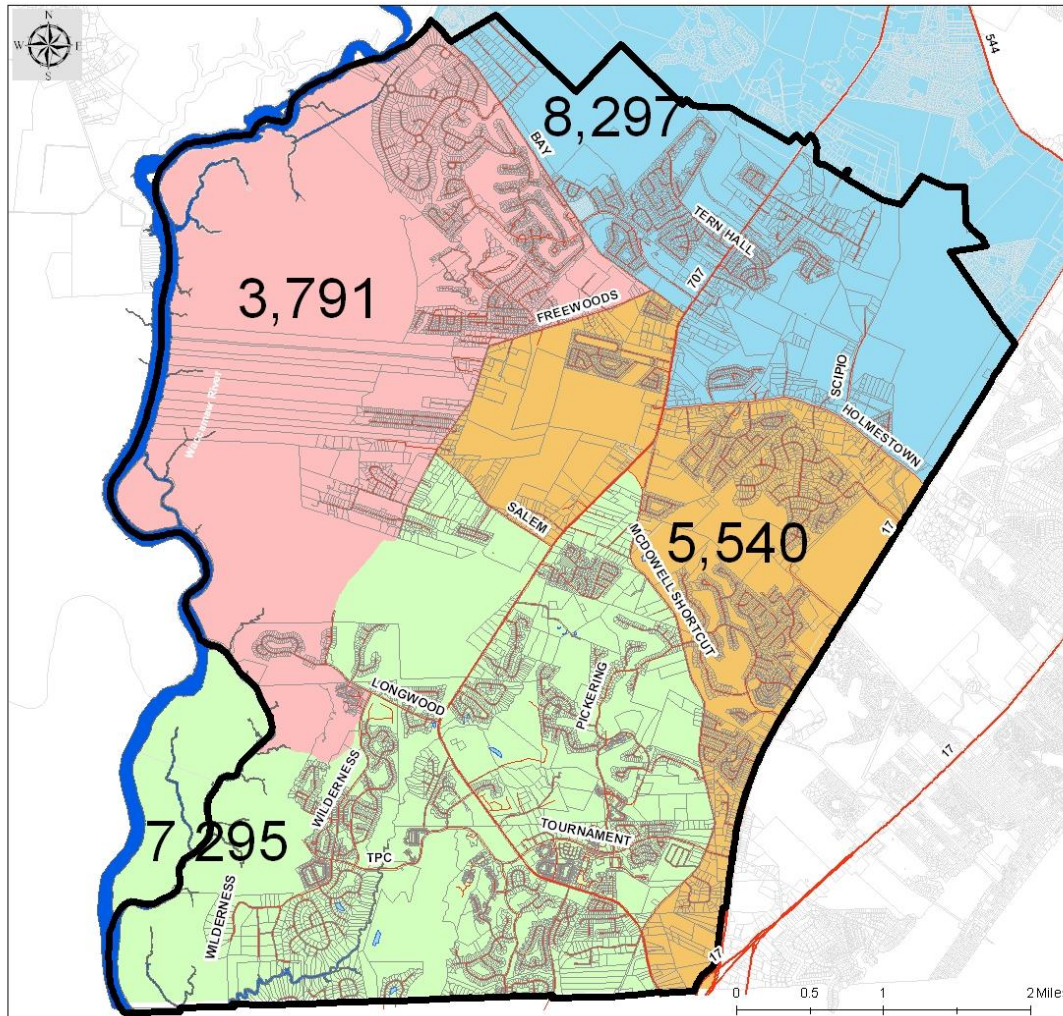 N
W E
S
544
8,297
BAY
TERN HALL
707
3,791
FREEWOODS
SCIPIO
HOLMESTOWN
Waccamaw River
SALEM
17
5,540
MCDOWELL SHORTCUT
LONGWOOD
PICKERING
17
WILDERNESS
7,295
TOURNAMENT
TPC
WILDERNESS
17
0 0.5 1 2 Miles